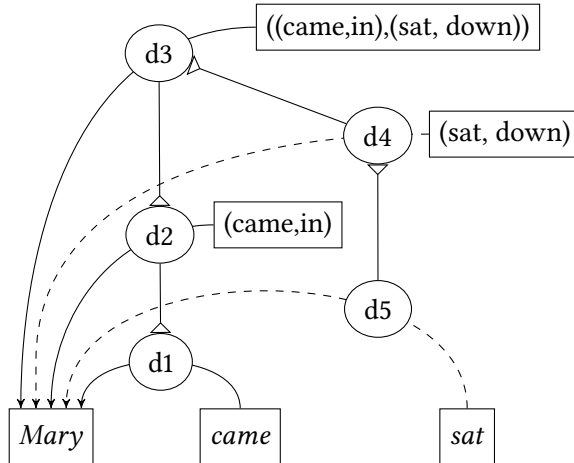 ((came,in),(sat, down))
d3
d4
(sat, down)
d2
(came,in)
d5
d1
Mary
came
sat